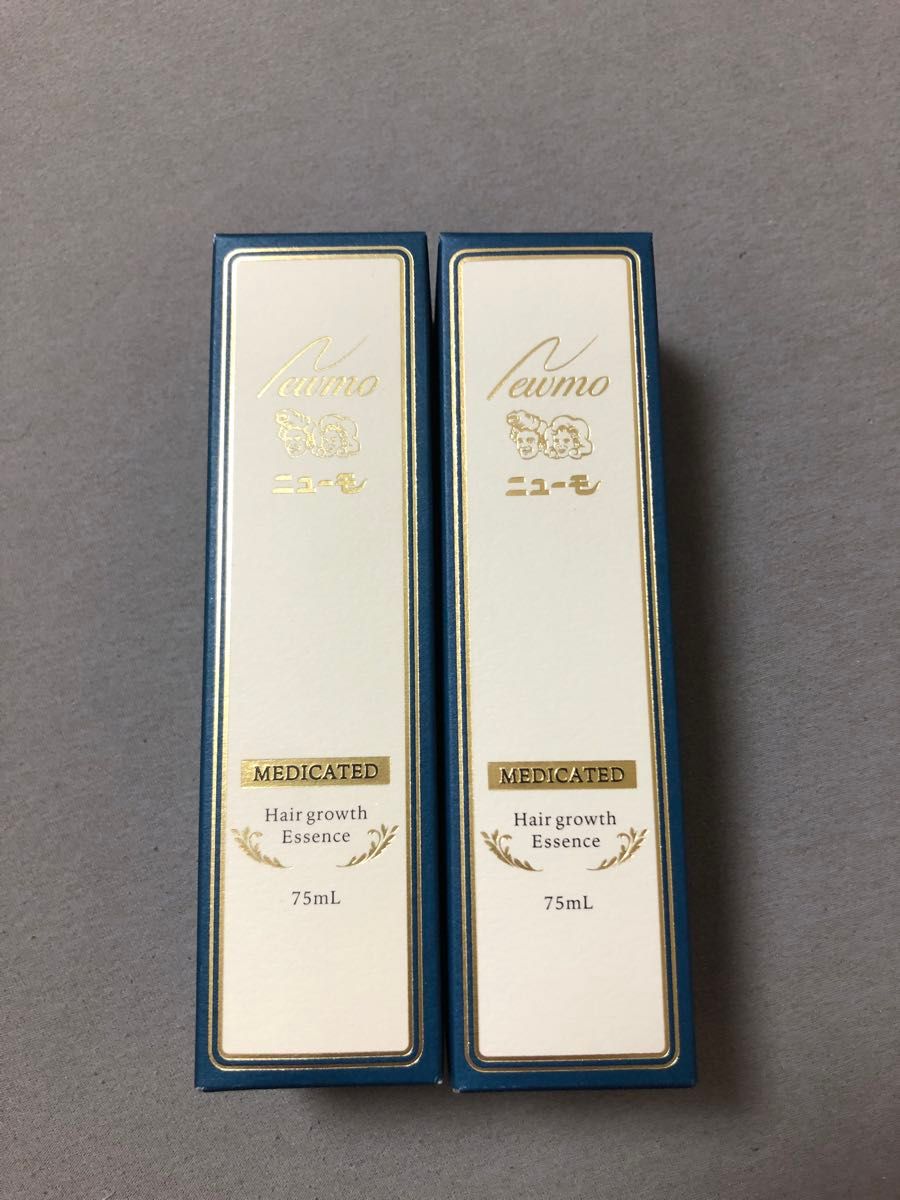 Newmo
ニューモ
MEDICATED
Hair growth
Essence
75mL
Newmo
ニューモ
MEDICATED
Hair growth
Essence
75mL